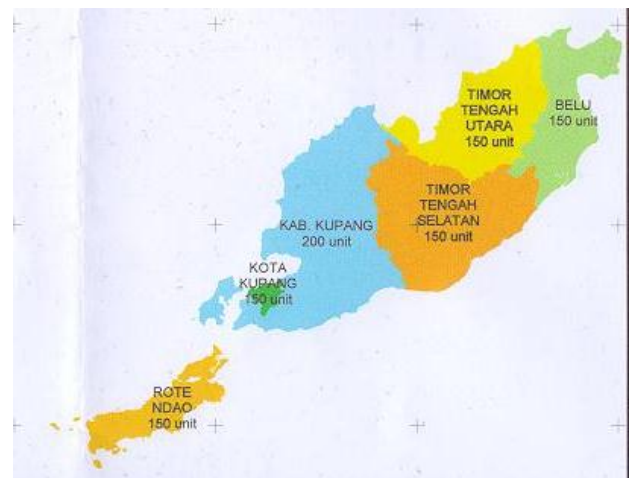 TIMOR
TENGAH
UTARA
150 unit
BELU
150 unit
TIMOR
TENGAH
SELATAN
150 unit
KAB. KUPANG
200 unit
KOTA
KUPANG
150 unit
ROTE
NDAO
150 unit